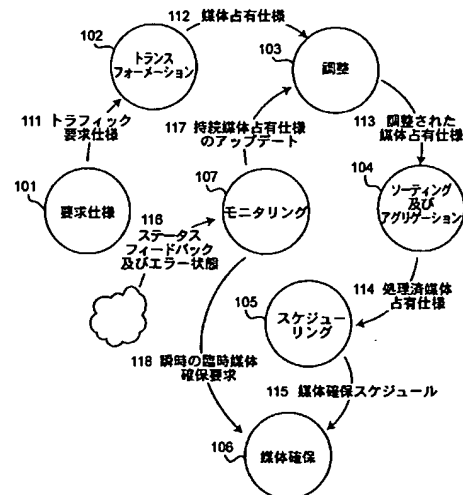 112 媒体占有仕様
102
トランス
フォーメーション
103
調整
111 トラフィック
要求仕様
117 持続媒体占有仕様
のアップデート
113 調整された
媒体占有仕様
101
要求仕様
107
モニタリング
104
ソーティング
及び
アグリゲーション
116
ステータス
フィードバック
及びエラー状態
105
スケジュー
リング
114 処理済媒体
占有仕様
118 瞬時の臨時媒体
確保要求
115 媒体確保スケジュール
106
媒体確保